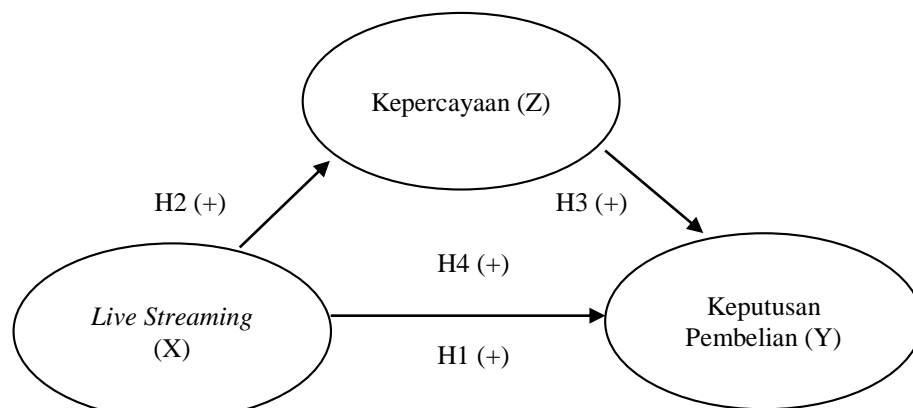 Kepercayaan (Z)
H2 (+)
H3 (+)
H4 (+)
Live Streaming
(X)
Keputusan
Pembelian (Y)
H1 (+)